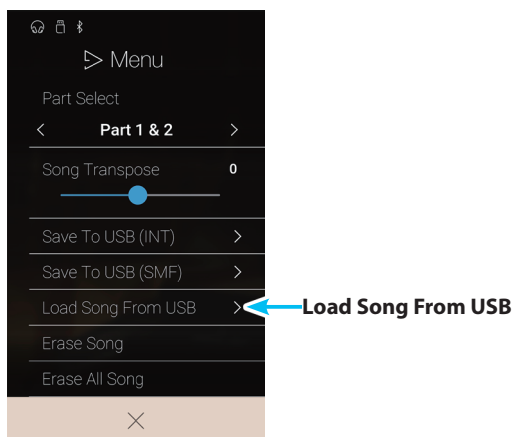 Menu
Part Select
Part 1 & 2
Song Transpose 0
Save To USB (INT)
Save To USB (SMF)
Load Song From USB
Load Song From USB
Erase Song
Erase All Song